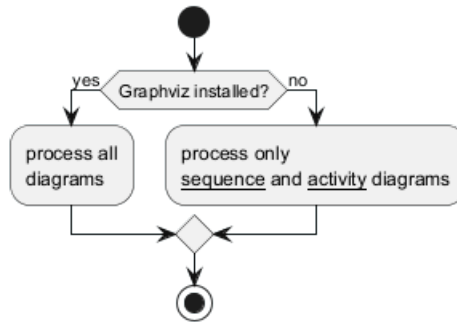 yes
Graphviz installed?
no
process all
diagrams
process only
sequence and activity diagrams